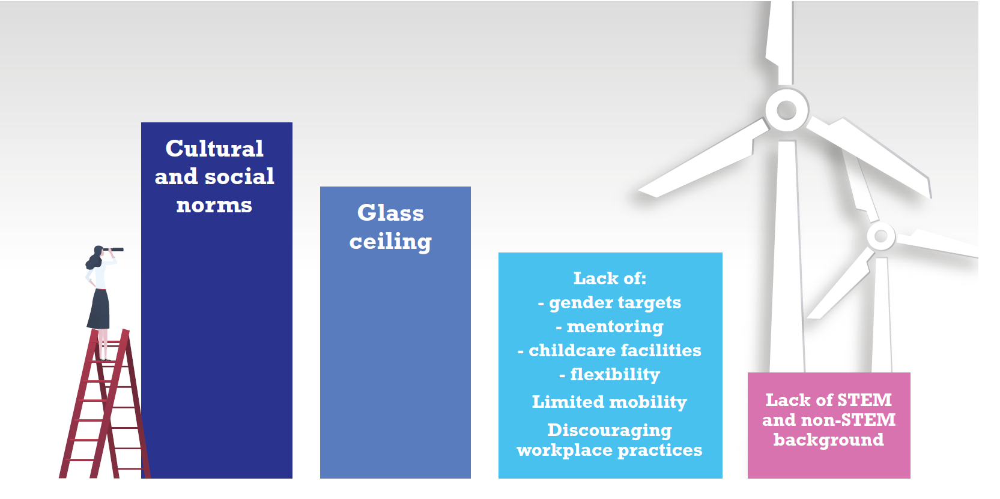 Cultural
and social
norms
Glass
ceiling
Lack of:
- gender targets
- mentoring
- childcare facilities
- flexibility
Limited mobility
Discouraging
workplace practices
Lack of STEM
and non-STEM
background